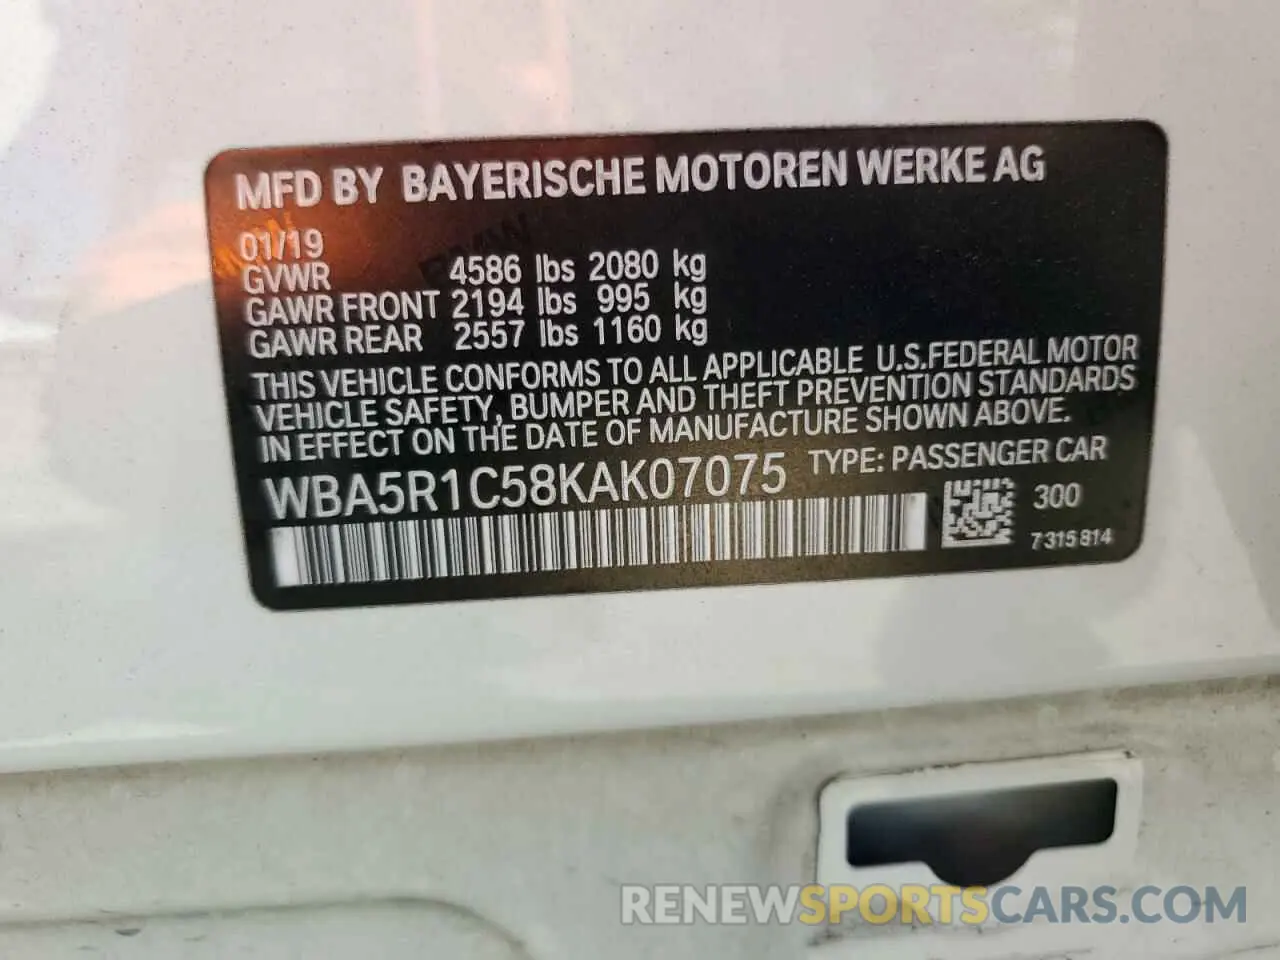 MFD BY BAYERISCHE MOTOREN WERKE AG
01/19
GVWR 4586 lbs 2080 kg
GAWR FRONT 2194 lbs 995 kg
GAWR REAR 2557 lbs 1160 kg
THIS VEHICLE CONFORMS TO ALL APPLICABLE U.S.FEDERAL MOTOR
VEHICLE SAFETY, BUMPER AND THEFT PREVENTION STANDARDS
IN EFFECT ON THE DATE OF MANUFACTURE SHOWN ABOVE.
WBA5R1C58KAK07075 TYPE: PASSENGER CAR
300
7315814
RENEWSPORTSCARS.COM